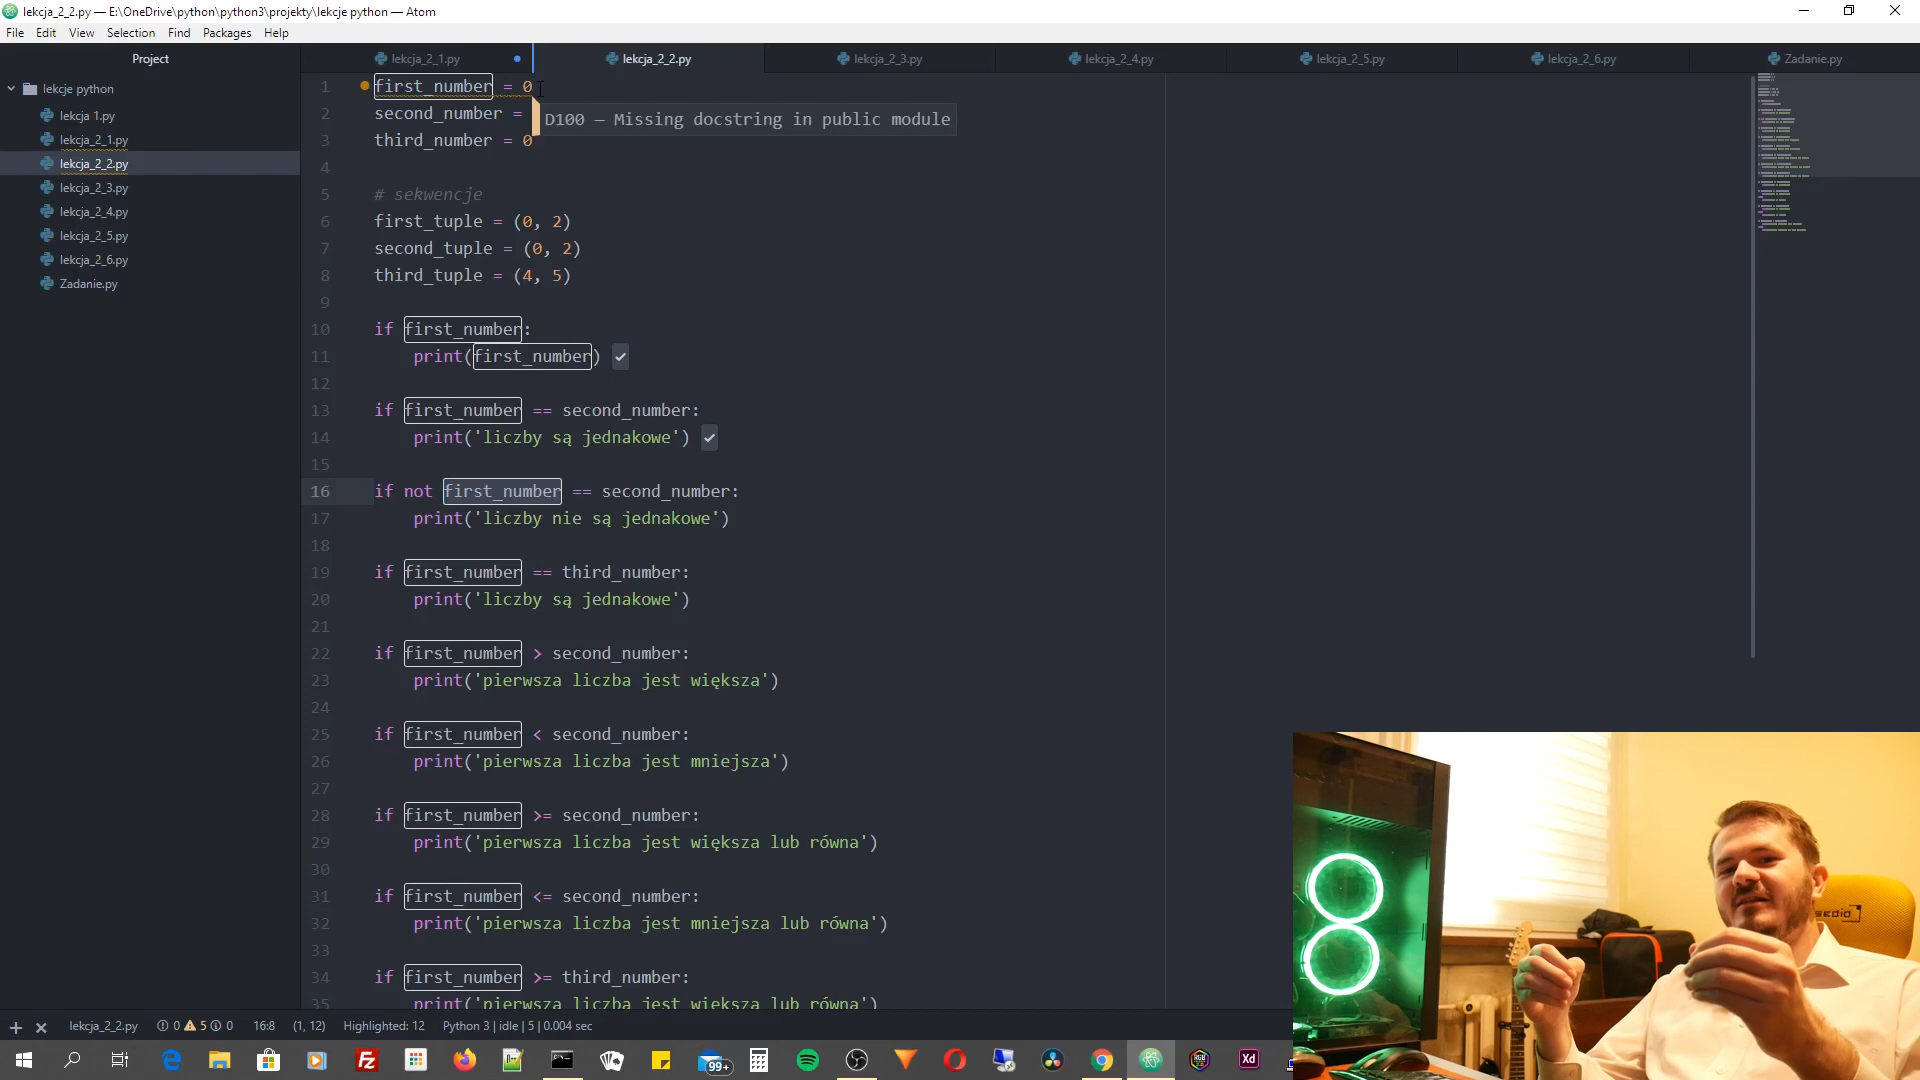 lekcja_2_2.py — E:\OneDrive\python\python3\projekty\lekcje python — Atom
File Edit View Selection Find Packages Help
Project
lekcje python
lekcja 1.py
lekcja_2_1.py
lekcja_2_2.py
lekcja_2_3.py
lekcja_2_4.py
lekcja_2_5.py
lekcja_2_6.py
Zadanie.py
lekcja_2_1.py lekcja_2_2.py lekcja_2_3.py lekcja_2_4.py lekcja_2_5.py lekcja_2_6.py Zadanie.py
1 first_number = 0
2 second_number =
D100 — Missing docstring in public module
3 third_number = 0
4
5 # sekwencje
6 first_tuple = (0, 2)
7 second_tuple = (0, 2)
8 third_tuple = (4, 5)
9
10 if first_number:
11 print(first_number)
12
13 if first_number == second_number:
14 print('liczby są jednakowe')
15
16 if not first_number == second_number:
17 print('liczby nie są jednakowe')
18
19 if first_number == third_number:
20 print('liczby są jednakowe')
21
22 if first_number > second_number:
23 print('pierwsza liczba jest większa')
24
25 if first_number < second_number:
26 print('pierwsza liczba jest mniejsza')
27
28 if first_number >= second_number:
29 print('pierwsza liczba jest większa lub równa')
30
31 if first_number <= second_number:
32 print('pierwsza liczba jest mniejsza lub równa')
33
34 if first_number >= third_number:
35 print('pierwsza liczba jest większa lub równa')
lekcja_2_2.py 0 5 0 16:8 (1, 12) Highlighted: 12 Python 3 | idle | 5 | 0.004 sec
99+
Xd